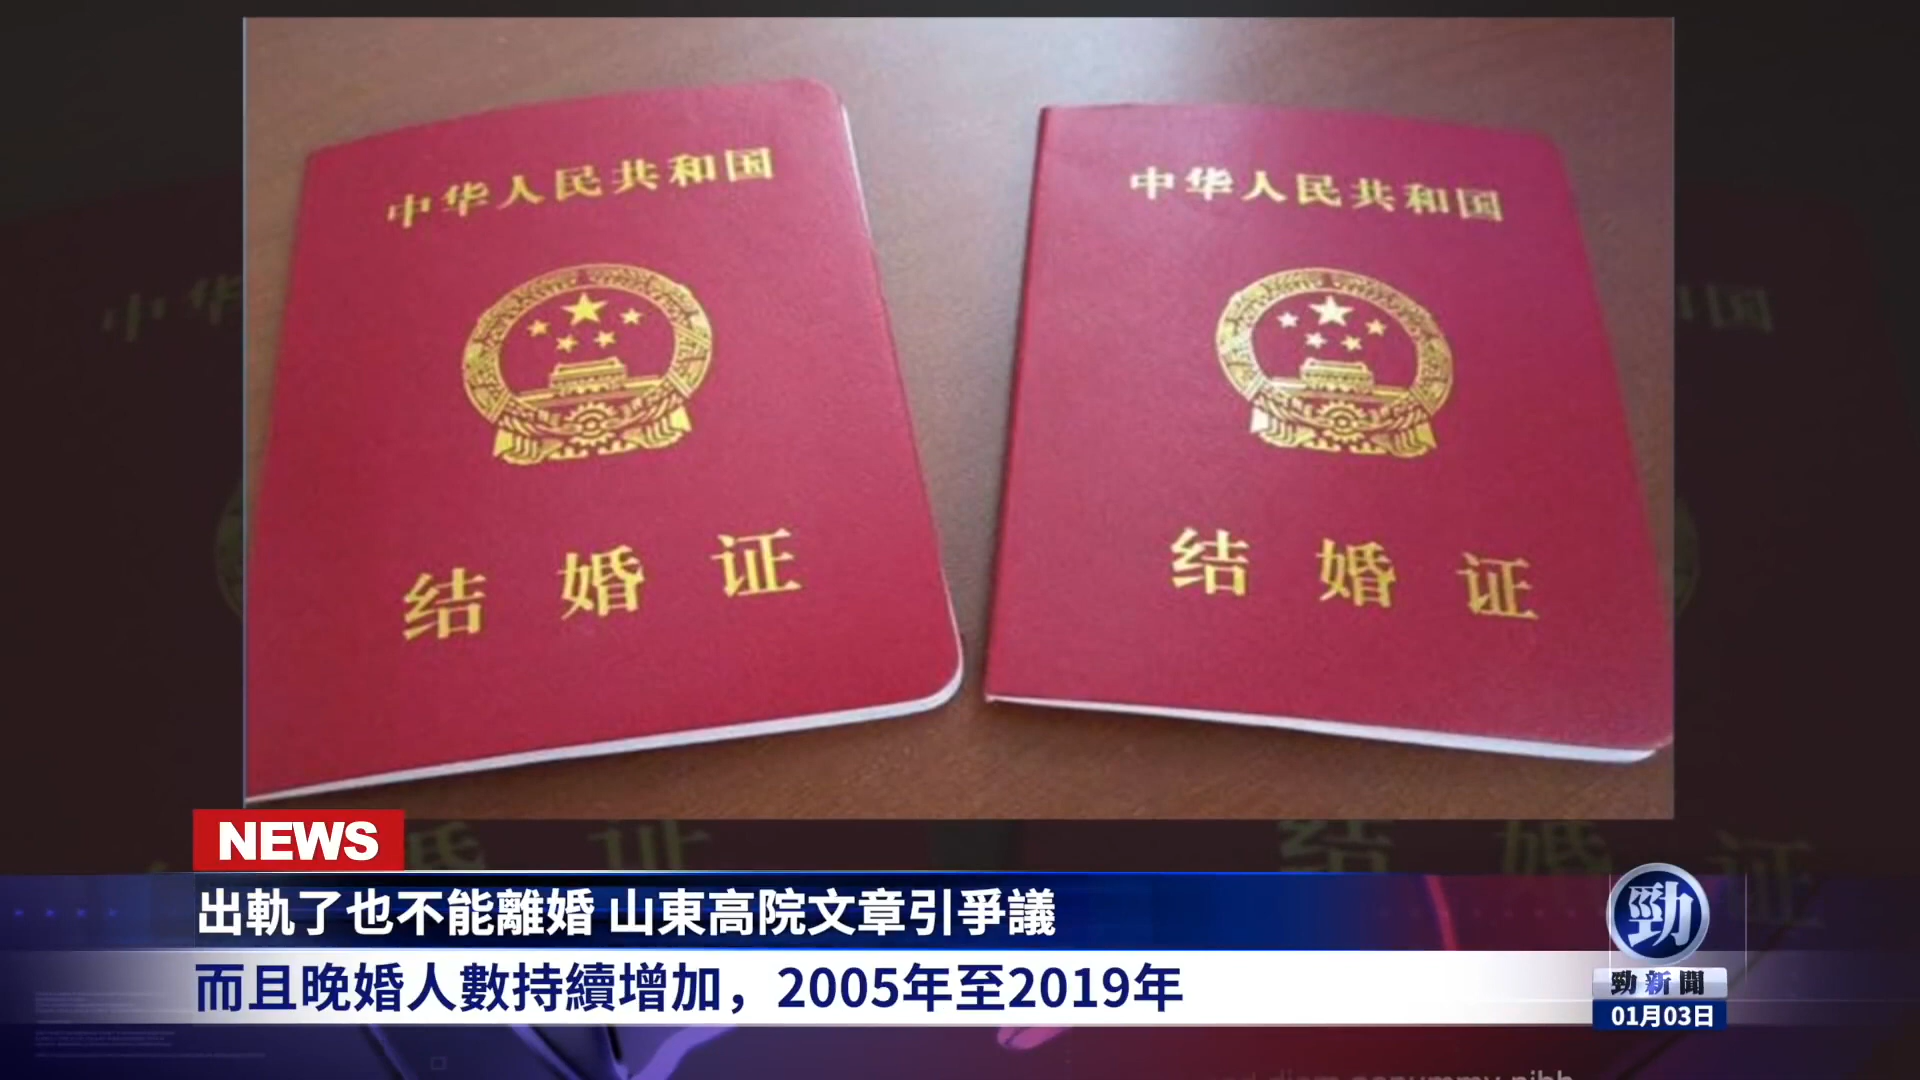 中华人民共和国
结婚证
中华人民共和国
结婚证
NEWS
出軌了也不能離婚 山東高院文章引爭議
而且晚婚人數持續增加，2005年至2019年
勁
勁新聞
01月03日